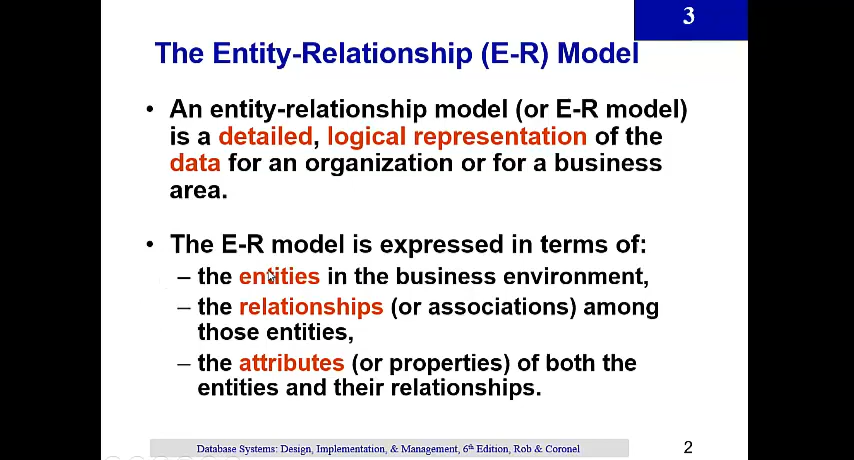 3
The Entity-Relationship (E-R) Model
• An entity-relationship model (or E-R model)
is a detailed, logical representation of the
data for an organization or for a business
area.
• The E-R model is expressed in terms of:
– the entities in the business environment,
– the relationships (or associations) among
those entities,
– the attributes (or properties) of both the
entities and their relationships.
Database Systems: Design, Implementation, & Management, 6th Edition, Rob & Coronel
2